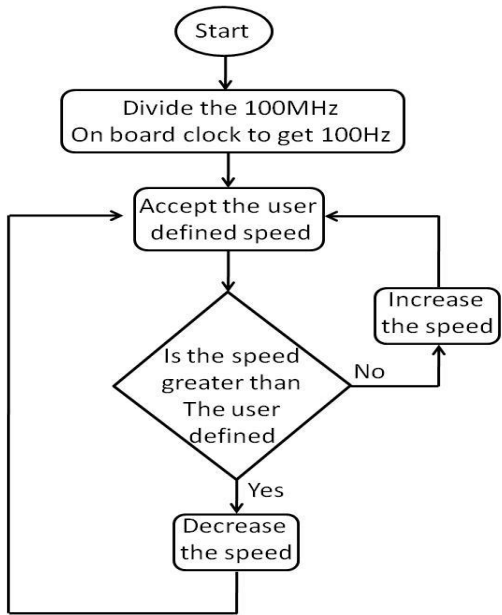 Start
Divide the 100MHz
On board clock to get 100Hz
Accept the user
defined speed
Increase
the speed
Is the speed
greater than
The user
defined
No
Yes
Decrease
the speed